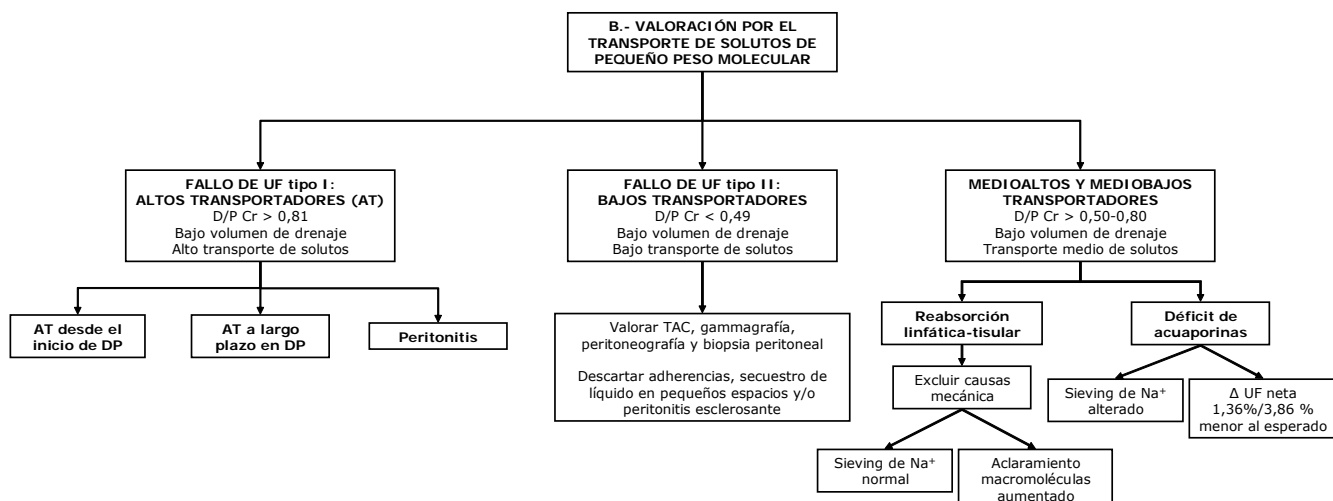 B.- VALORACIÓN POR EL
TRANSPORTE DE SOLUTOS DE
PEQUEÑO PESO MOLECULAR
FALLO DE UF tipo I:
ALTOS TRANSPORTADORES (AT)
D/P Cr > 0,81
Bajo volumen de drenaje
Alto transporte de solutos
FALLO DE UF tipo II:
BAJOS TRANSPORTADORES
D/P Cr < 0,49
Bajo volumen de drenaje
Bajo transporte de solutos
MEDIOALTOS Y MEDIOBAJOS
TRANSPORTADORES
D/P Cr > 0,50-0,80
Bajo volumen de drenaje
Transporte medio de solutos
AT desde el
inicio de DP
AT a largo
plazo en DP
Peritonitis
Valorar TAC, gammagrafía,
peritoneografía y biopsia peritoneal
Descartar adherencias, secuestro de
líquido en pequeños espacios y/o
peritonitis esclerosante
Reabsorción
linfática-tisular
Déficit de
acuaporinas
Excluir causas
mecánica
Sieving de Na⁺
alterado
Δ UF neta
1,36%/3,86 %
menor al esperado
Sieving de Na⁺
normal
Aclaramiento
macromoléculas
aumentado